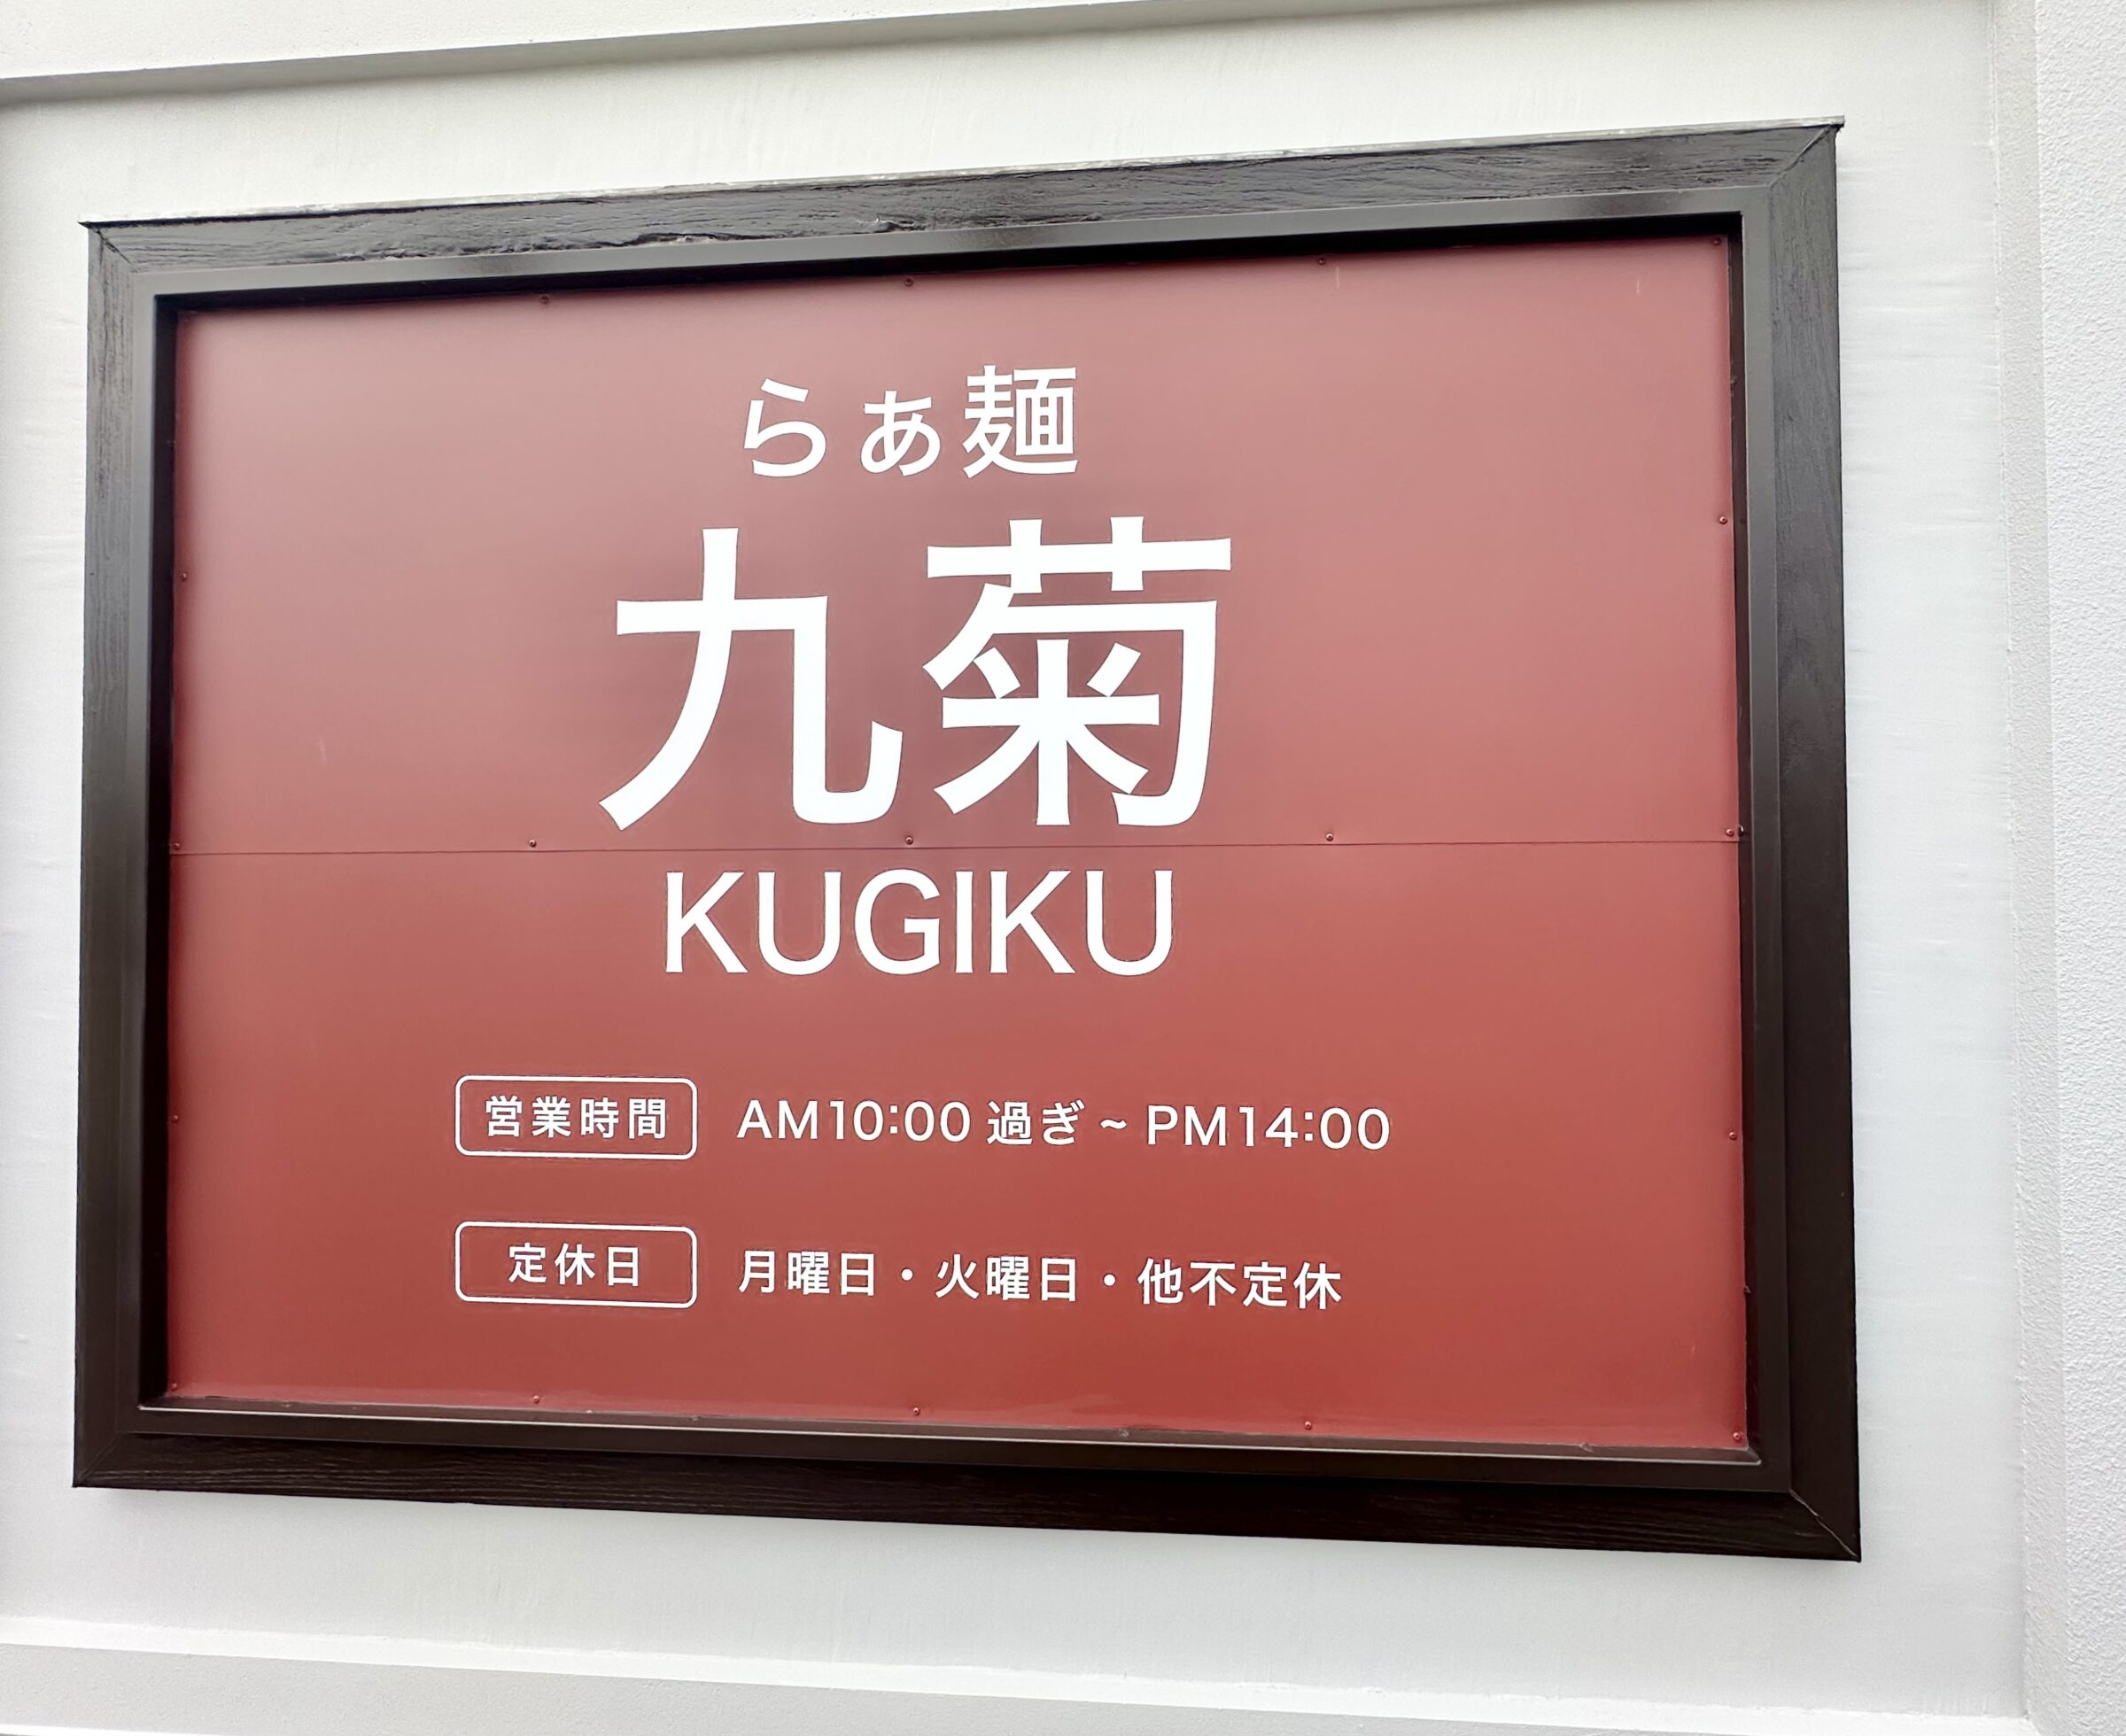 らぁ麺
九菊
KUGIKU
営業時間 AM10:00 過ぎ ~ PM14:00
定休日 月曜日・火曜日・他不定休